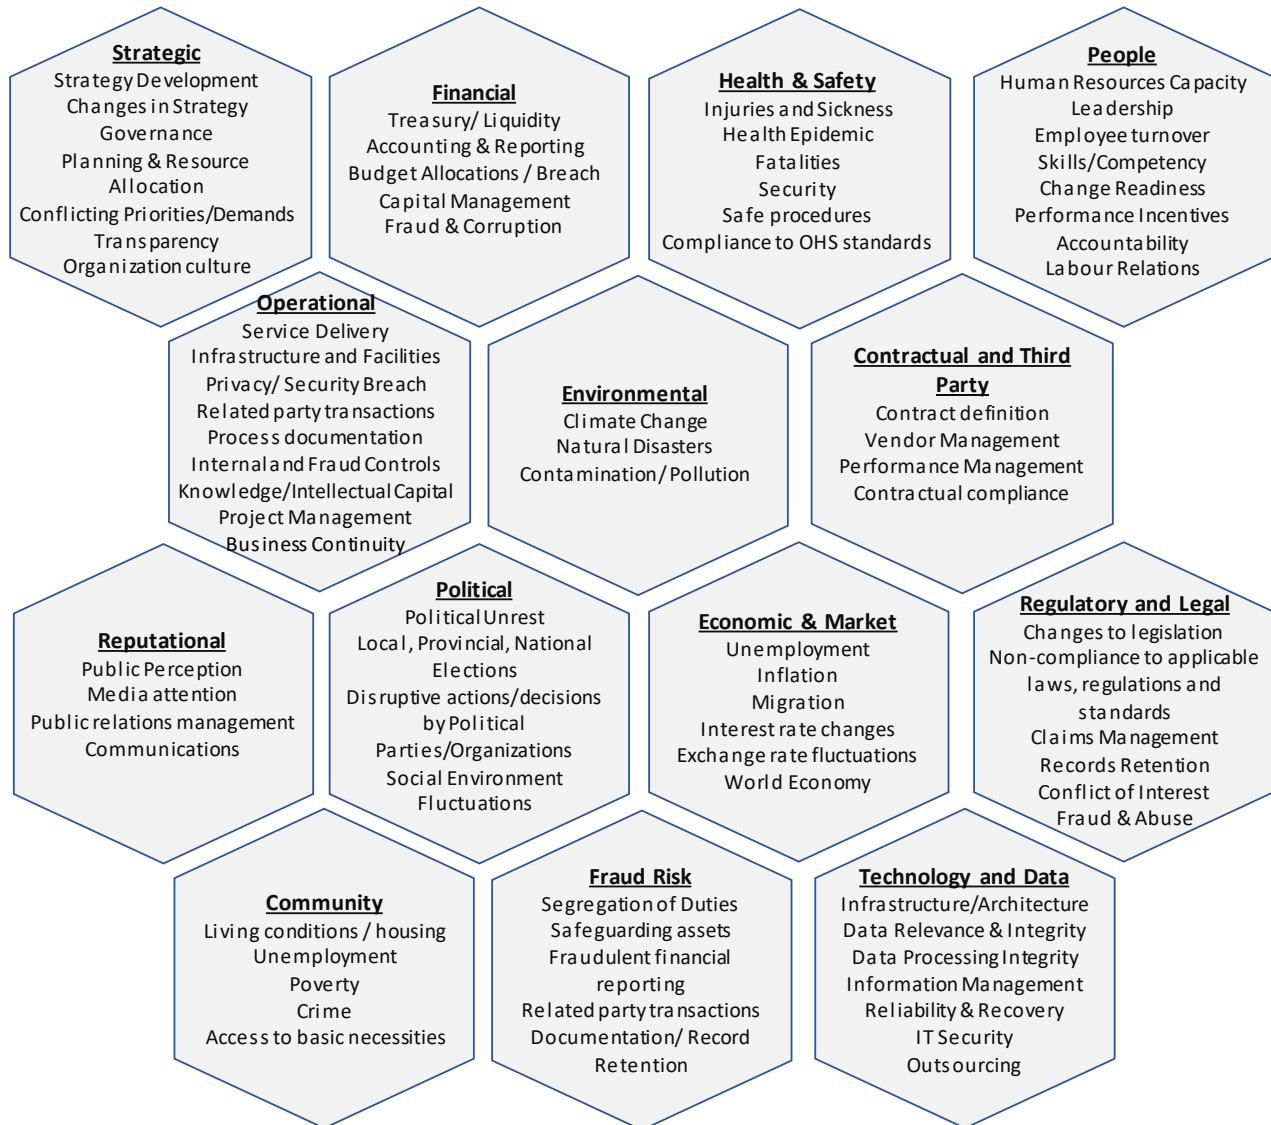 Strategic
Strategy Development
Changes in Strategy
Governance
Planning & Resource
Allocation
Conflicting Priorities/Demands
Transparency
Organization culture
Financial
Treasury/ Liquidity
Accounting & Reporting
Budget Allocations / Breach
Capital Management
Fraud & Corruption
Health & Safety
Injuries and Sickness
Health Epidemic
Fatalities
Security
Safe procedures
Compliance to OHS standards
People
Human Resources Capacity
Leadership
Employee turnover
Skills/Competency
Change Readiness
Performance Incentives
Accountability
Labour Relations
Operational
Service Delivery
Infrastructure and Facilities
Privacy/ Security Breach
Related party transactions
Process documentation
Internal and Fraud Controls
Knowledge/Intellectual Capital
Project Management
Business Continuity
Environmental
Climate Change
Natural Disasters
Contamination/ Pollution
Contractual and Third
Party
Contract definition
Vendor Management
Performance Management
Contractual compliance
Reputational
Public Perception
Media attention
Public relations management
Communications
Political
Political Unrest
Local, Provincial, National
Elections
Disruptive actions/decisions
by Political
Parties/Organizations
Social Environment
Fluctuations
Economic & Market
Unemployment
Inflation
Migration
Interest rate changes
Exchange rate fluctuations
World Economy
Regulatory and Legal
Changes to legislation
Non-compliance to applicable
laws, regulations and
standards
Claims Management
Records Retention
Conflict of Interest
Fraud & Abuse
Community
Living conditions / housing
Unemployment
Poverty
Crime
Access to basic necessities
Fraud Risk
Segregation of Duties
Safeguarding assets
Fraudulent financial
reporting
Related party transactions
Documentation/ Record
Retention
Technology and Data
Infrastructure/Architecture
Data Relevance & Integrity
Data Processing Integrity
Information Management
Reliability & Recovery
IT Security
Outsourcing